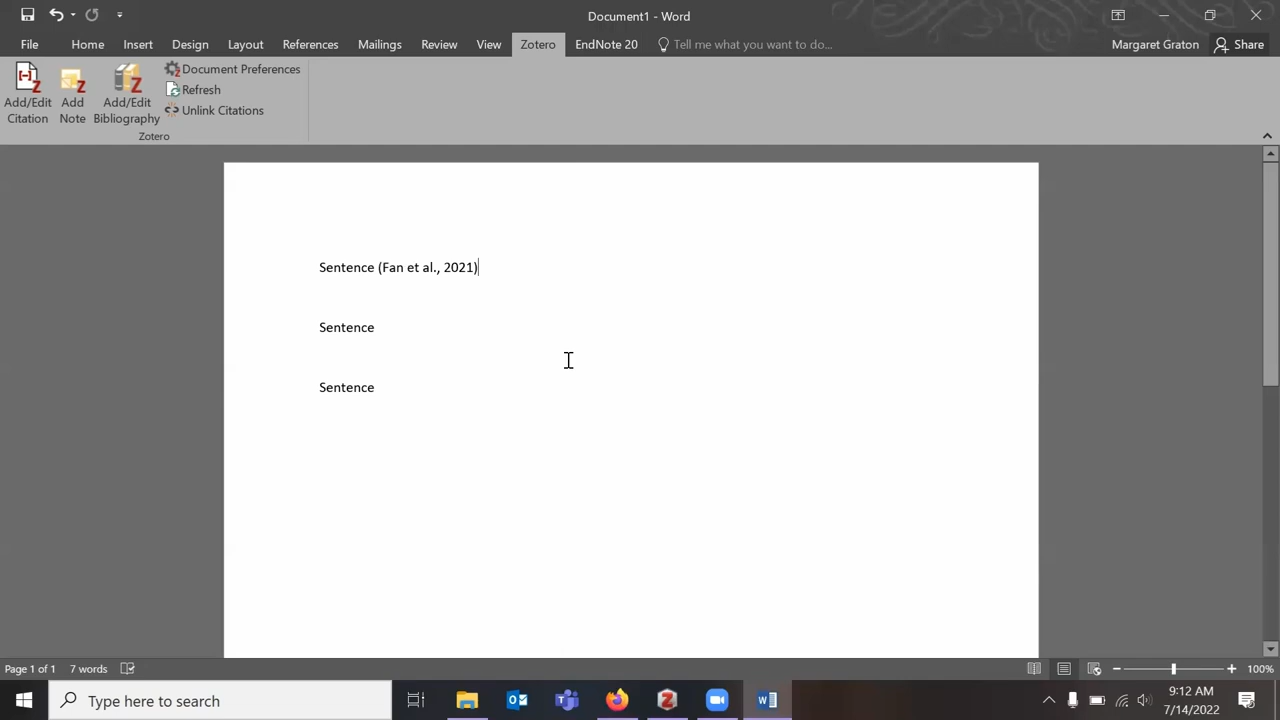 Document1 - Word
File Home Insert Design Layout References Mailings Review View Zotero EndNote 20 Tell me what you want to do... Margaret Graton Share
Add/Edit Citation
Add Note
Add/Edit Bibliography
Document Preferences
Refresh
Unlink Citations
Zotero
Sentence (Fan et al., 2021)
Sentence
Sentence
Page 1 of 1 7 words 100%
Type here to search
9:12 AM
7/14/2022